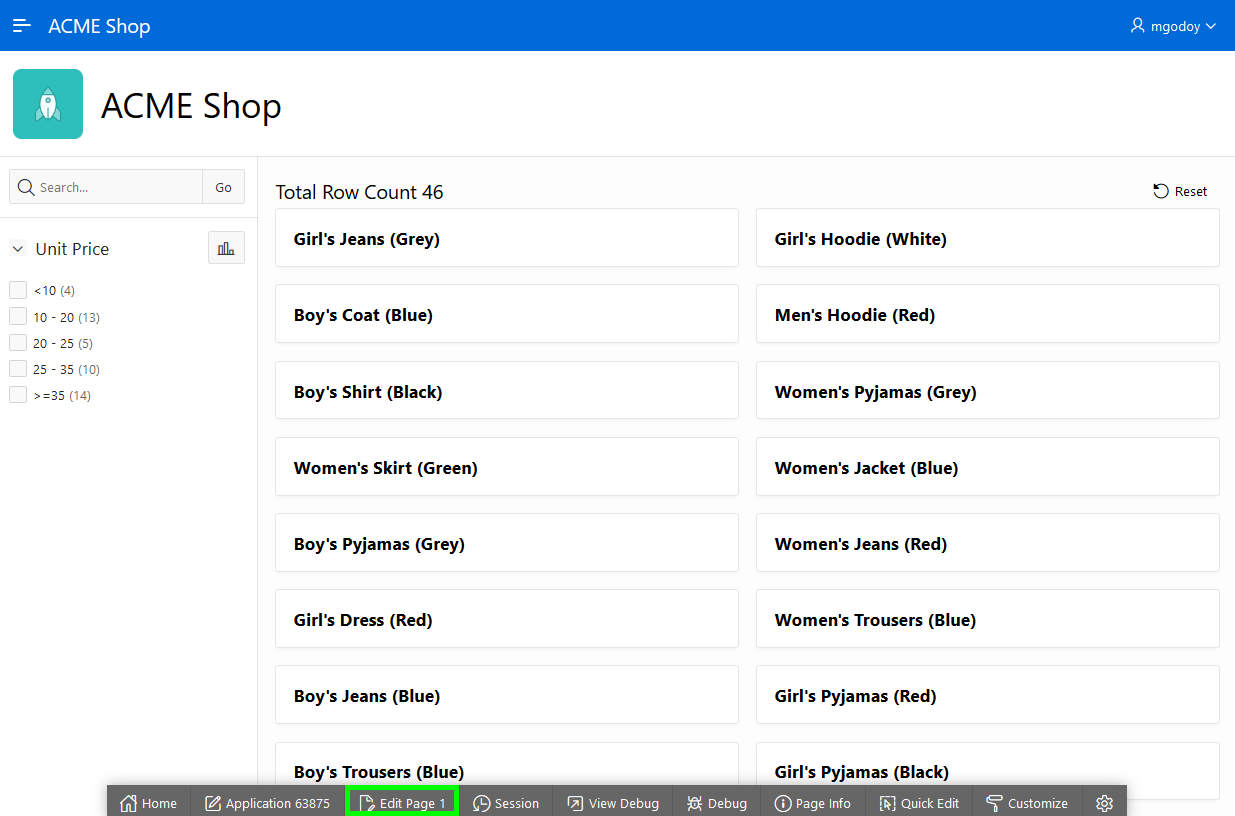 ACME Shop
mgodoy
ACME Shop
Search...
Go
Unit Price
<10 (4)
10 - 20 (13)
20 - 25 (5)
25 - 35 (10)
>=35 (14)
Total Row Count 46
Reset
Girl's Jeans (Grey)
Girl's Hoodie (White)
Boy's Coat (Blue)
Men's Hoodie (Red)
Boy's Shirt (Black)
Women's Pyjamas (Grey)
Women's Skirt (Green)
Women's Jacket (Blue)
Boy's Pyjamas (Grey)
Women's Jeans (Red)
Girl's Dress (Red)
Women's Trousers (Blue)
Boy's Jeans (Blue)
Girl's Pyjamas (Red)
Boy's Trousers (Blue)
Girl's Pyjamas (Black)
Home
Application 63875
Edit Page 1
Session
View Debug
Debug
Page Info
Quick Edit
Customize